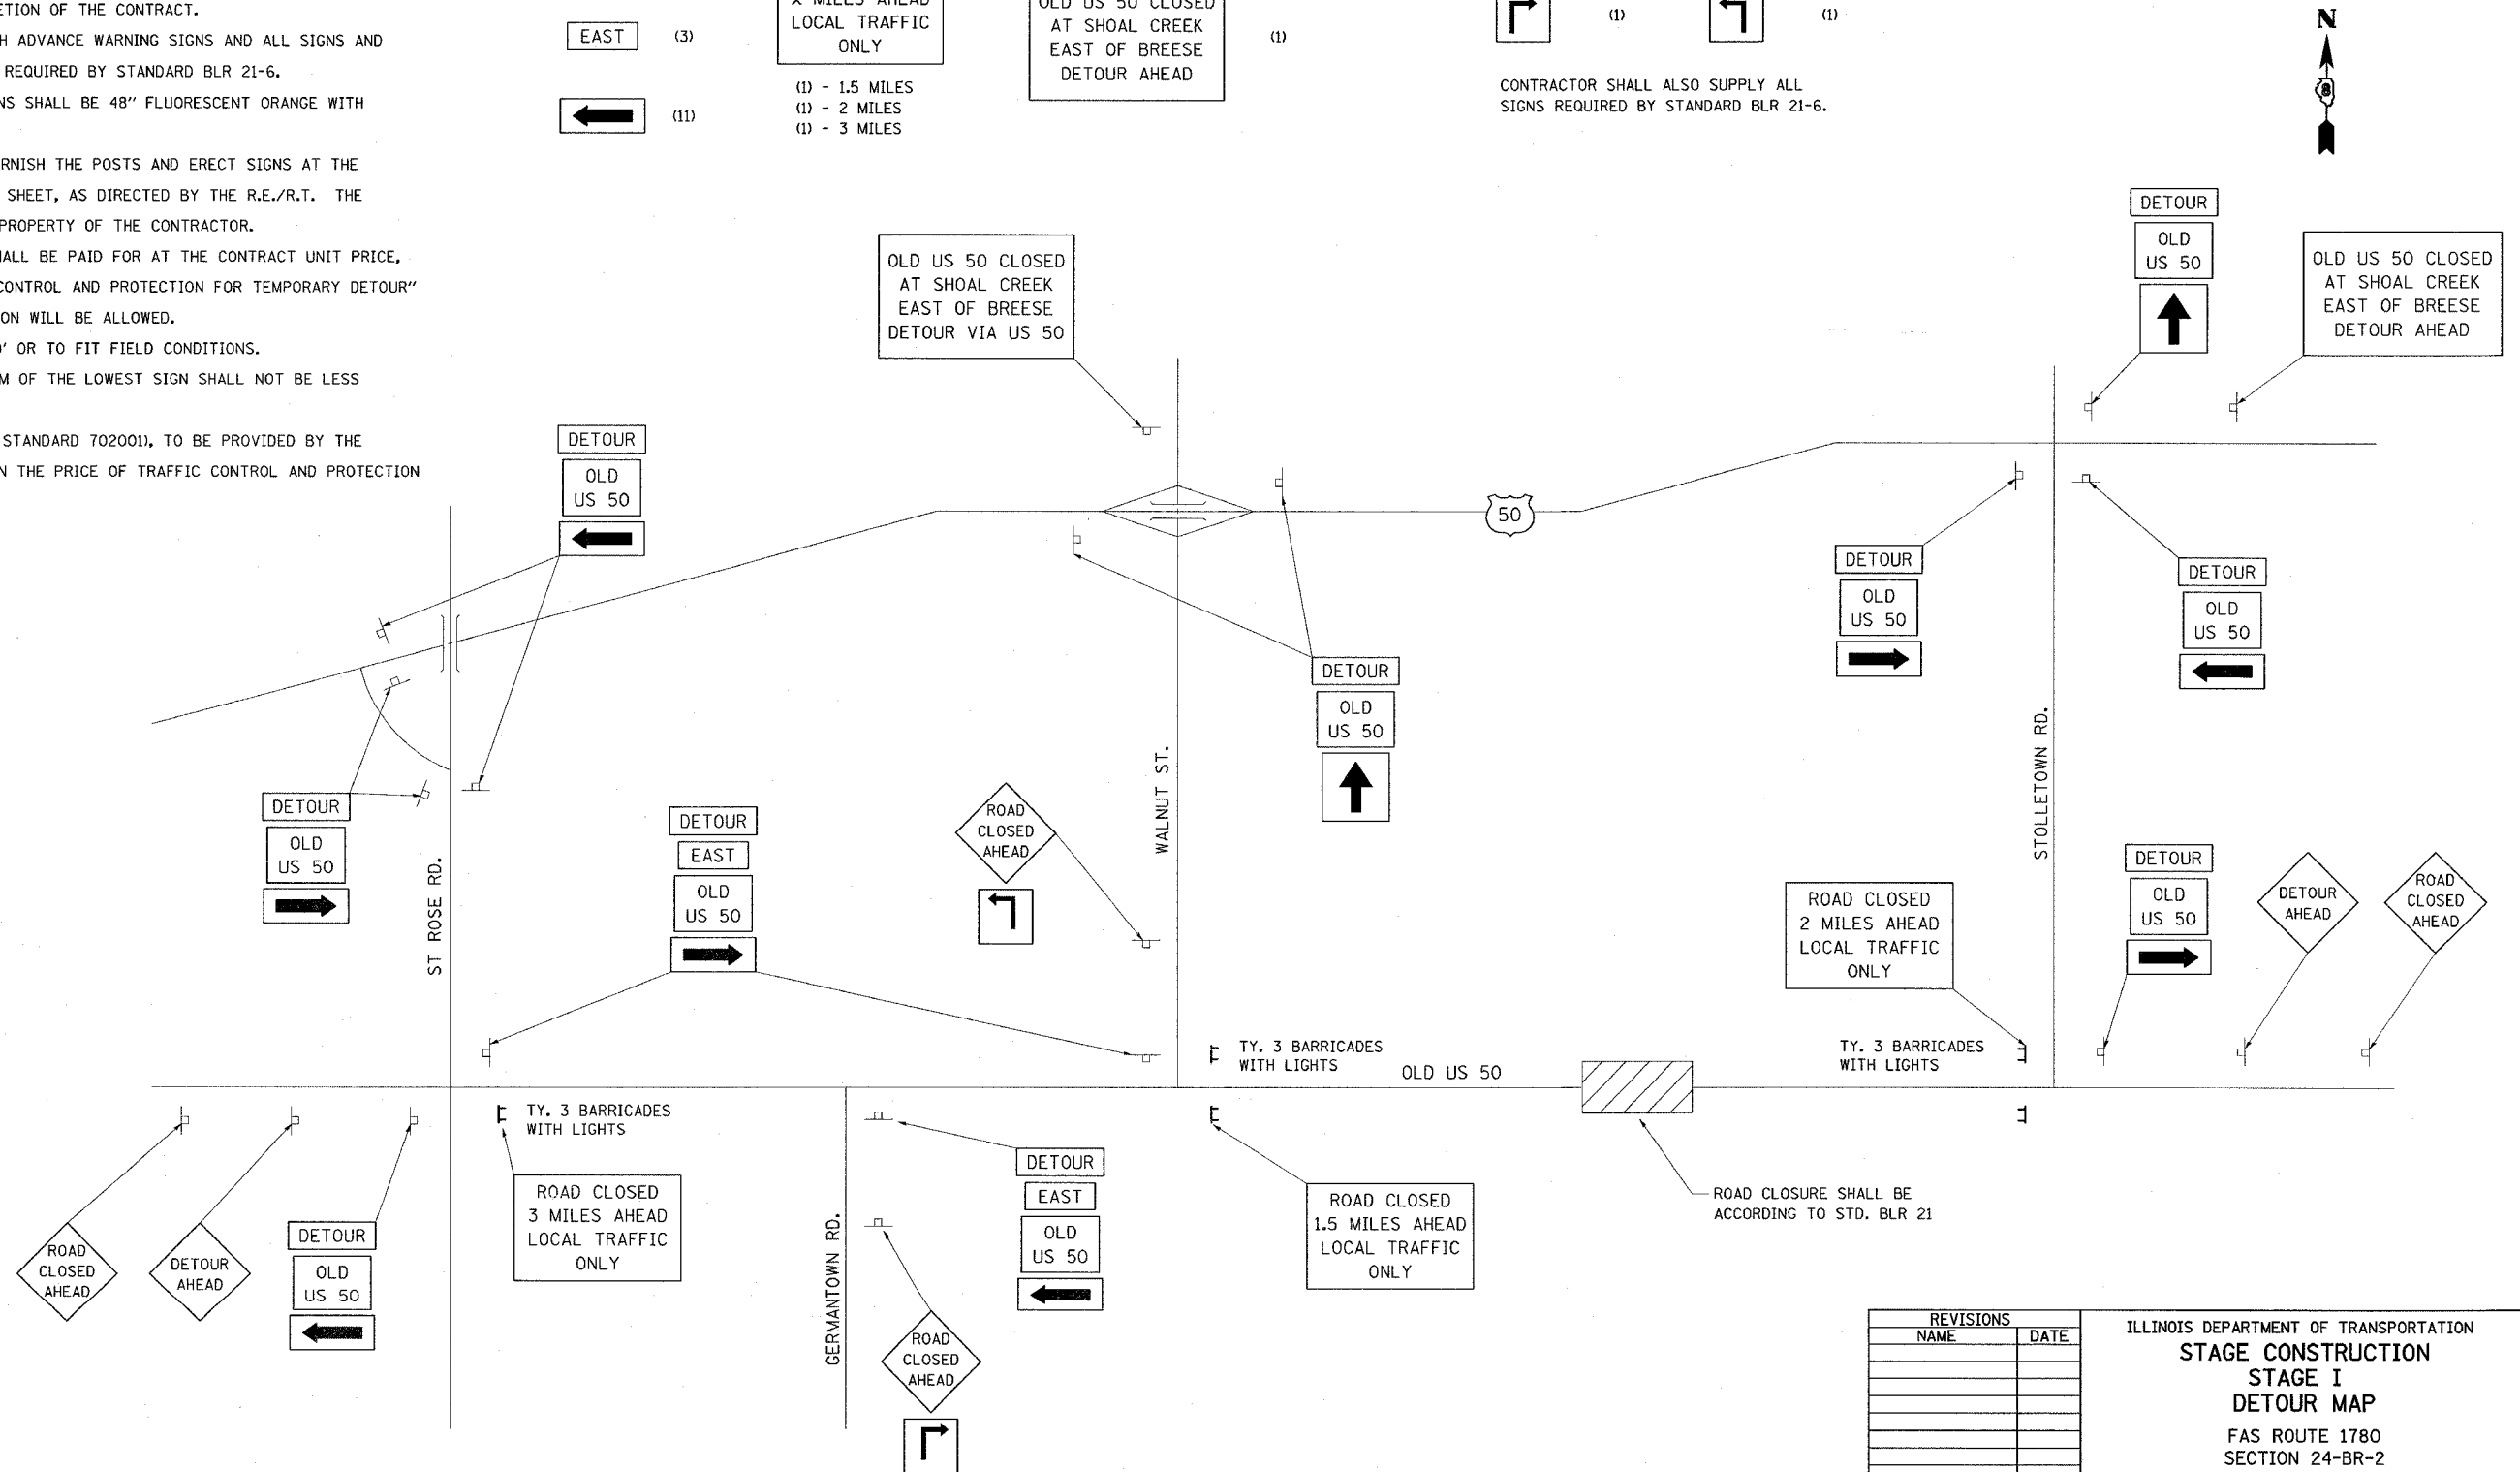 ETION OF THE CONTRACT.
H ADVANCE WARNING SIGNS AND ALL SIGNS AND
REQUIRED BY STANDARD BLR 21-6.
NS SHALL BE 48" FLUORESCENT ORANGE WITH
RNISH THE POSTS AND ERECT SIGNS AT THE
SHEET, AS DIRECTED BY THE R.E./R.T. THE
PROPERTY OF THE CONTRACTOR.
HALL BE PAID FOR AT THE CONTRACT UNIT PRICE,
CONTROL AND PROTECTION FOR TEMPORARY DETOUR"
ON WILL BE ALLOWED.
0' OR TO FIT FIELD CONDITIONS.
M OF THE LOWEST SIGN SHALL NOT BE LESS
STANDARD 702001), TO BE PROVIDED BY THE
N THE PRICE OF TRAFFIC CONTROL AND PROTECTION
EAST (3)
(11)
X MILES AHEAD
LOCAL TRAFFIC
ONLY
(1) - 1.5 MILES
(1) - 2 MILES
(1) - 3 MILES
OLD US 50 CLOSED
AT SHOAL CREEK
EAST OF BREESE
DETOUR AHEAD
(1)
(1)
(1)
CONTRACTOR SHALL ALSO SUPPLY ALL
SIGNS REQUIRED BY STANDARD BLR 21-6.
N
8
OLD US 50 CLOSED
AT SHOAL CREEK
EAST OF BREESE
DETOUR VIA US 50
DETOUR
OLD
US 50
OLD US 50 CLOSED
AT SHOAL CREEK
EAST OF BREESE
DETOUR AHEAD
DETOUR
OLD
US 50
50
DETOUR
OLD
US 50
DETOUR
OLD
US 50
DETOUR
OLD
US 50
DETOUR
OLD
US 50
ST ROSE RD.
DETOUR
EAST
OLD
US 50
ROAD
CLOSED
AHEAD
WALNUT ST.
STOLLETOWN RD.
ROAD CLOSED
2 MILES AHEAD
LOCAL TRAFFIC
ONLY
DETOUR
OLD
US 50
DETOUR
AHEAD
ROAD
CLOSED
AHEAD
TY. 3 BARRICADES
WITH LIGHTS
OLD US 50
TY. 3 BARRICADES
WITH LIGHTS
TY. 3 BARRICADES
WITH LIGHTS
ROAD
CLOSED
AHEAD
DETOUR
AHEAD
DETOUR
OLD
US 50
ROAD CLOSED
3 MILES AHEAD
LOCAL TRAFFIC
ONLY
GERMANTOWN RD.
DETOUR
EAST
OLD
US 50
ROAD
CLOSED
AHEAD
ROAD CLOSED
1.5 MILES AHEAD
LOCAL TRAFFIC
ONLY
ROAD CLOSURE SHALL BE
ACCORDING TO STD. BLR 21
REVISIONS
NAME DATE
ILLINOIS DEPARTMENT OF TRANSPORTATION
STAGE CONSTRUCTION
STAGE I
DETOUR MAP
FAS ROUTE 1780
SECTION 24-BR-2